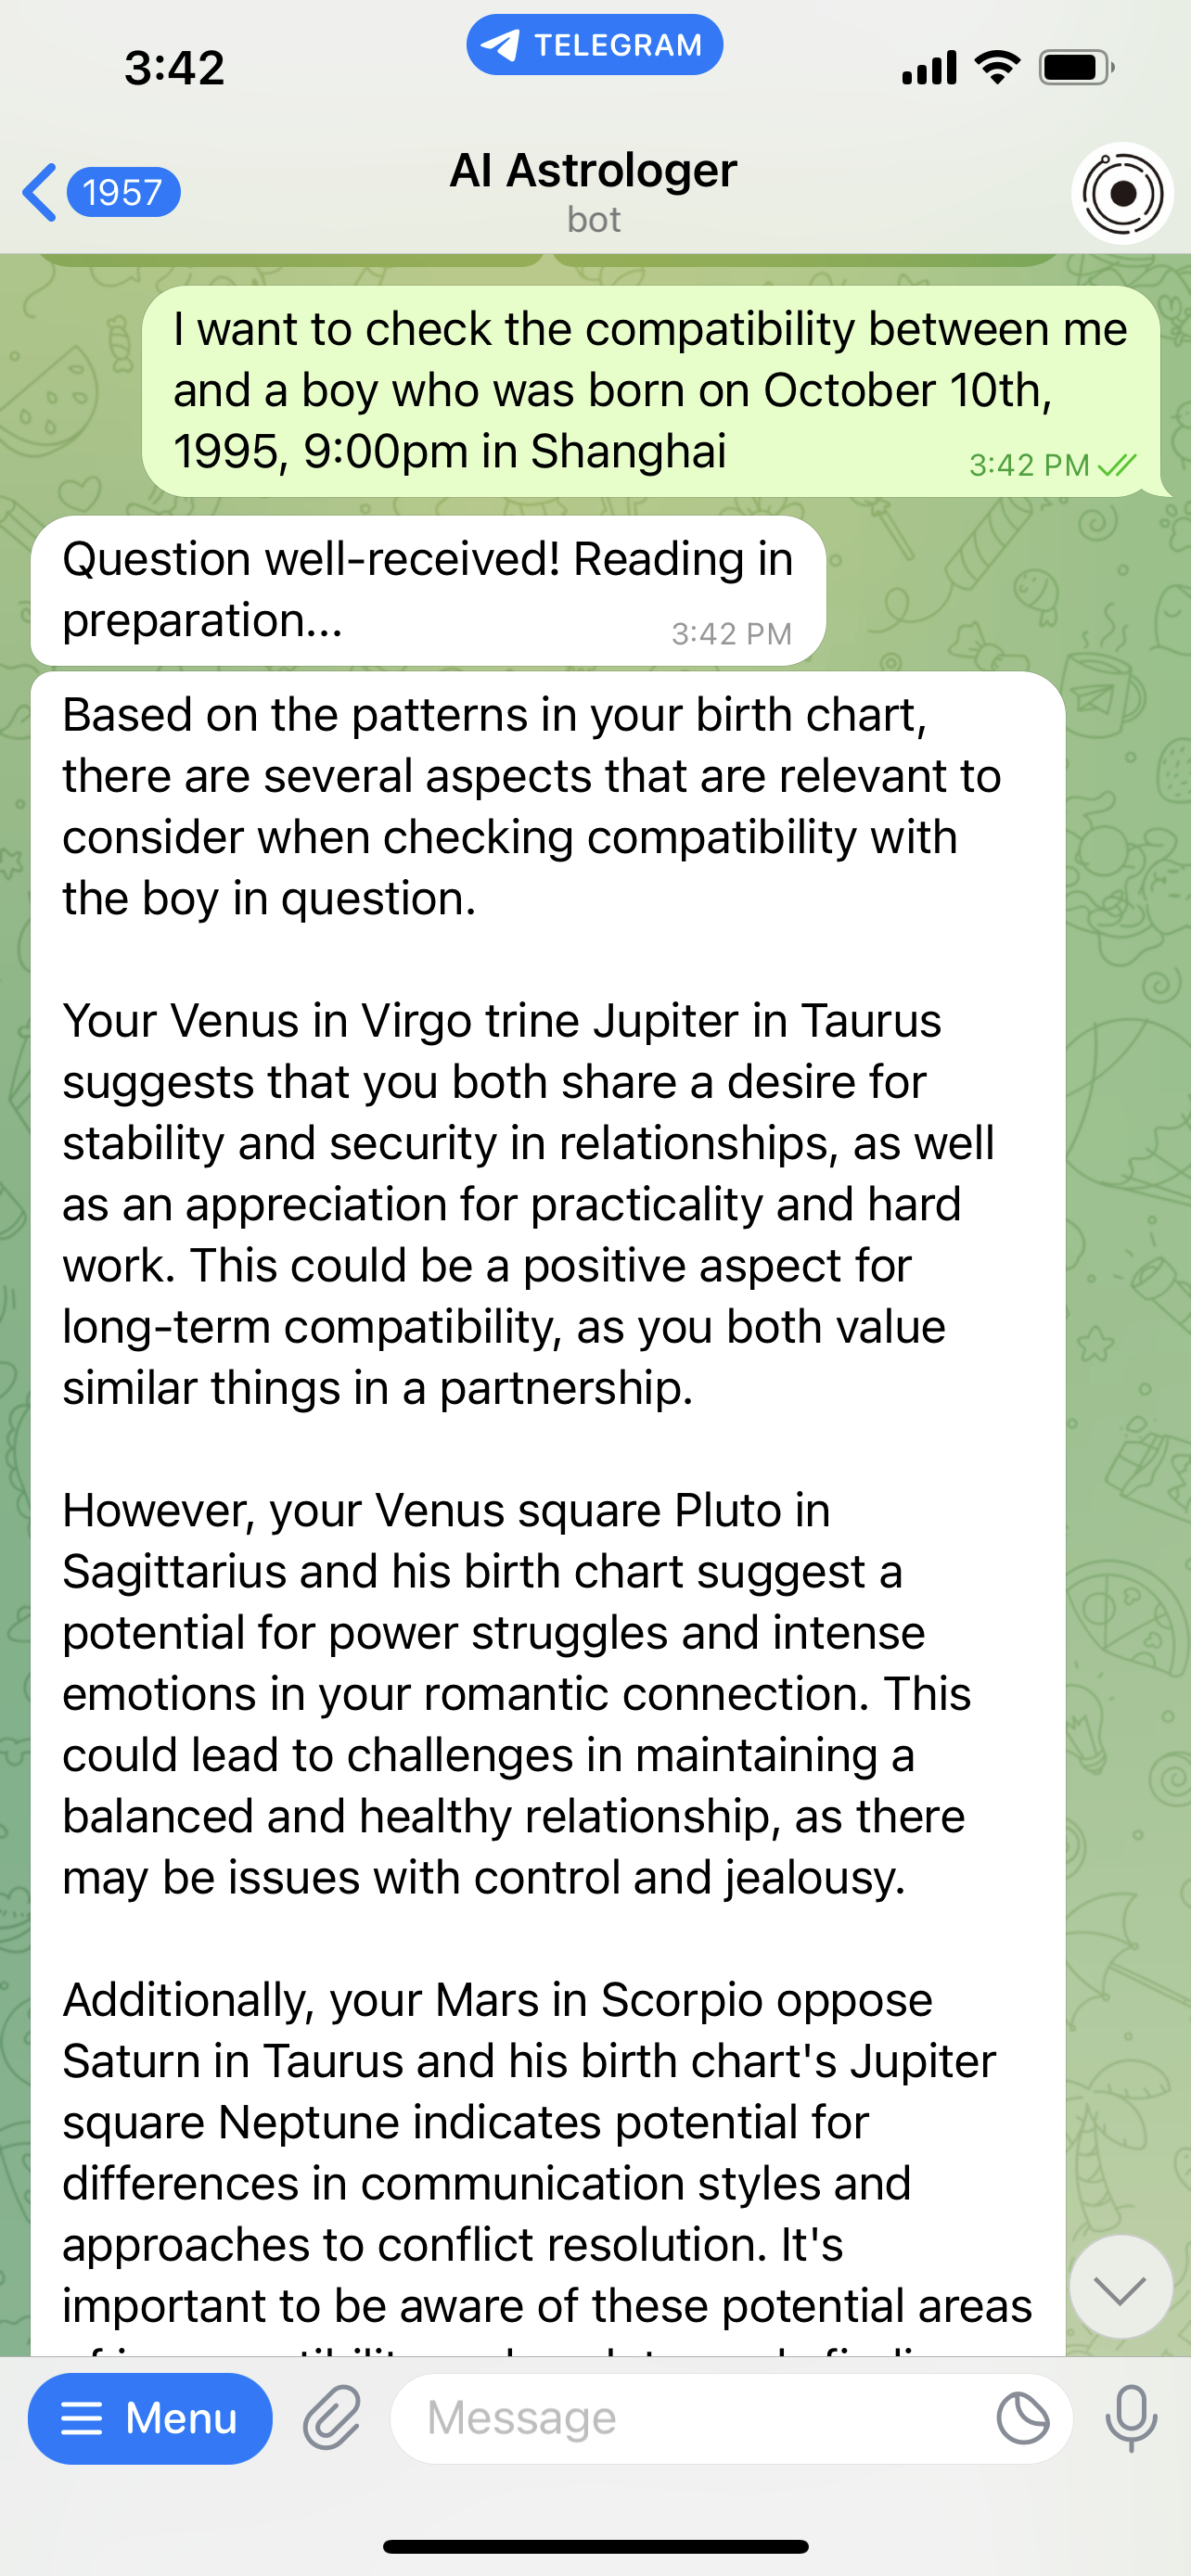 3:42
TELEGRAM
1957
AI Astrologer
bot
I want to check the compatibility between me
and a boy who was born on October 10th,
1995, 9:00pm in Shanghai
3:42 PM
Question well-received! Reading in
preparation...
3:42 PM
Based on the patterns in your birth chart,
there are several aspects that are relevant to
consider when checking compatibility with
the boy in question.
Your Venus in Virgo trine Jupiter in Taurus
suggests that you both share a desire for
stability and security in relationships, as well
as an appreciation for practicality and hard
work. This could be a positive aspect for
long-term compatibility, as you both value
similar things in a partnership.
However, your Venus square Pluto in
Sagittarius and his birth chart suggest a
potential for power struggles and intense
emotions in your romantic connection. This
could lead to challenges in maintaining a
balanced and healthy relationship, as there
may be issues with control and jealousy.
Additionally, your Mars in Scorpio oppose
Saturn in Taurus and his birth chart's Jupiter
square Neptune indicates potential for
differences in communication styles and
approaches to conflict resolution. It's
important to be aware of these potential areas
Menu
Message